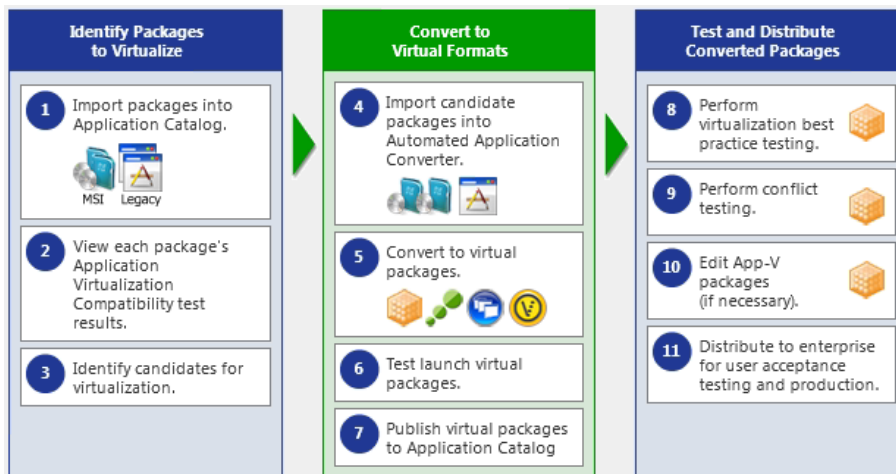 Identify Packages
to Virtualize
1
Import packages into
Application Catalog.
MSI Legacy
2
View each package's
Application
Virtualization
Compatibility test
results.
3
Identify candidates for
virtualization.
Convert to
Virtual Formats
4
Import candidate
packages into
Automated Application
Converter.
5
Convert to virtual
packages.
6
Test launch virtual
packages.
7
Publish virtual packages
to Application Catalog
Test and Distribute
Converted Packages
8
Perform
virtualization best
practice testing.
9
Perform conflict
testing.
10
Edit App-V
packages
(if necessary).
11
Distribute to enterprise
for user acceptance
testing and production.